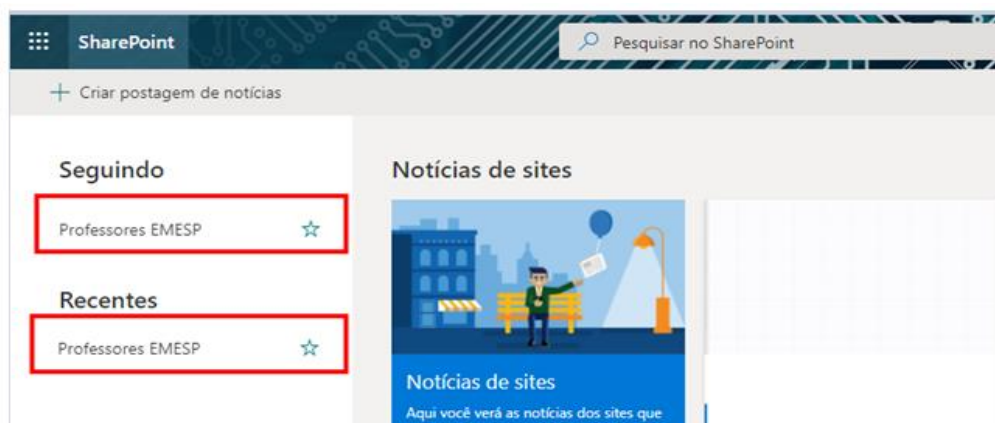 SharePoint
Pesquisar no SharePoint
Criar postagem de notícias
Seguindo
Professores EMESP
Recentes
Professores EMESP
Notícias de sites
Notícias de sites
Aqui você verá as notícias dos sites que